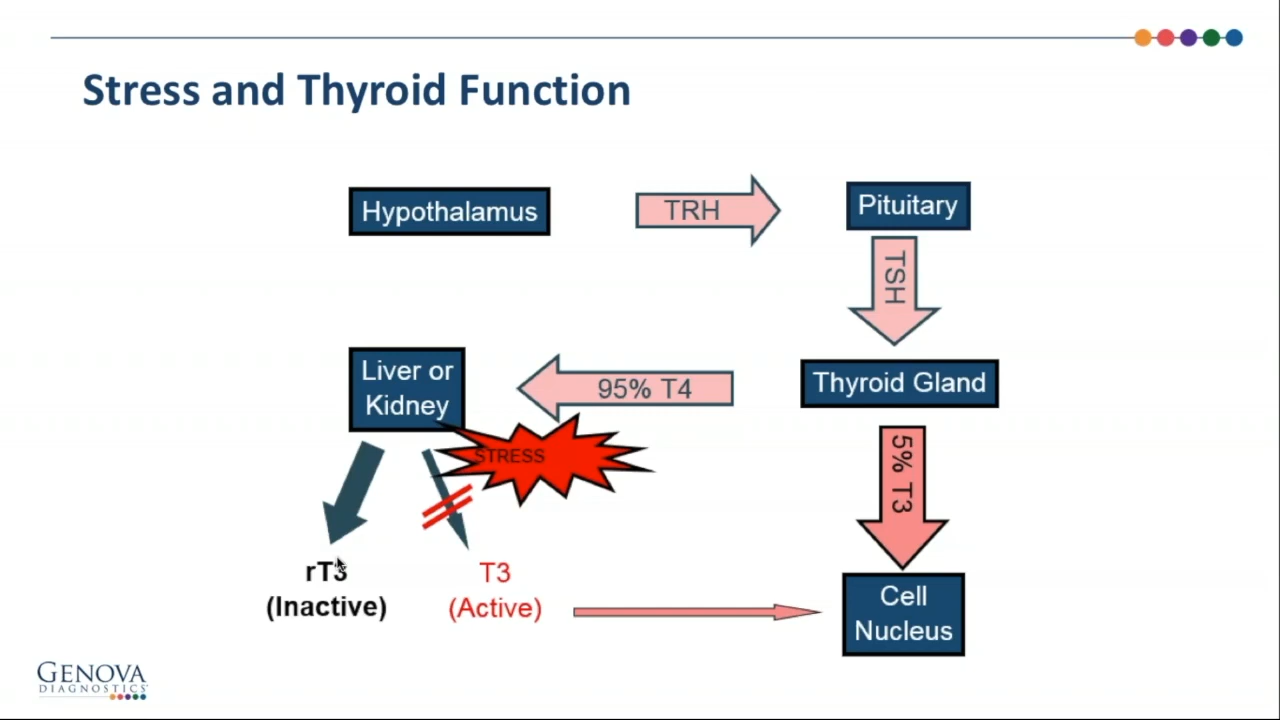 Stress and Thyroid Function
Hypothalamus
TRH
Pituitary
TSH
Liver or
Kidney
95% T4
Thyroid Gland
STRESS
5% T3
rT3
(Inactive)
T3
(Active)
Cell
Nucleus
GENOVA
DIAGNOSTICS